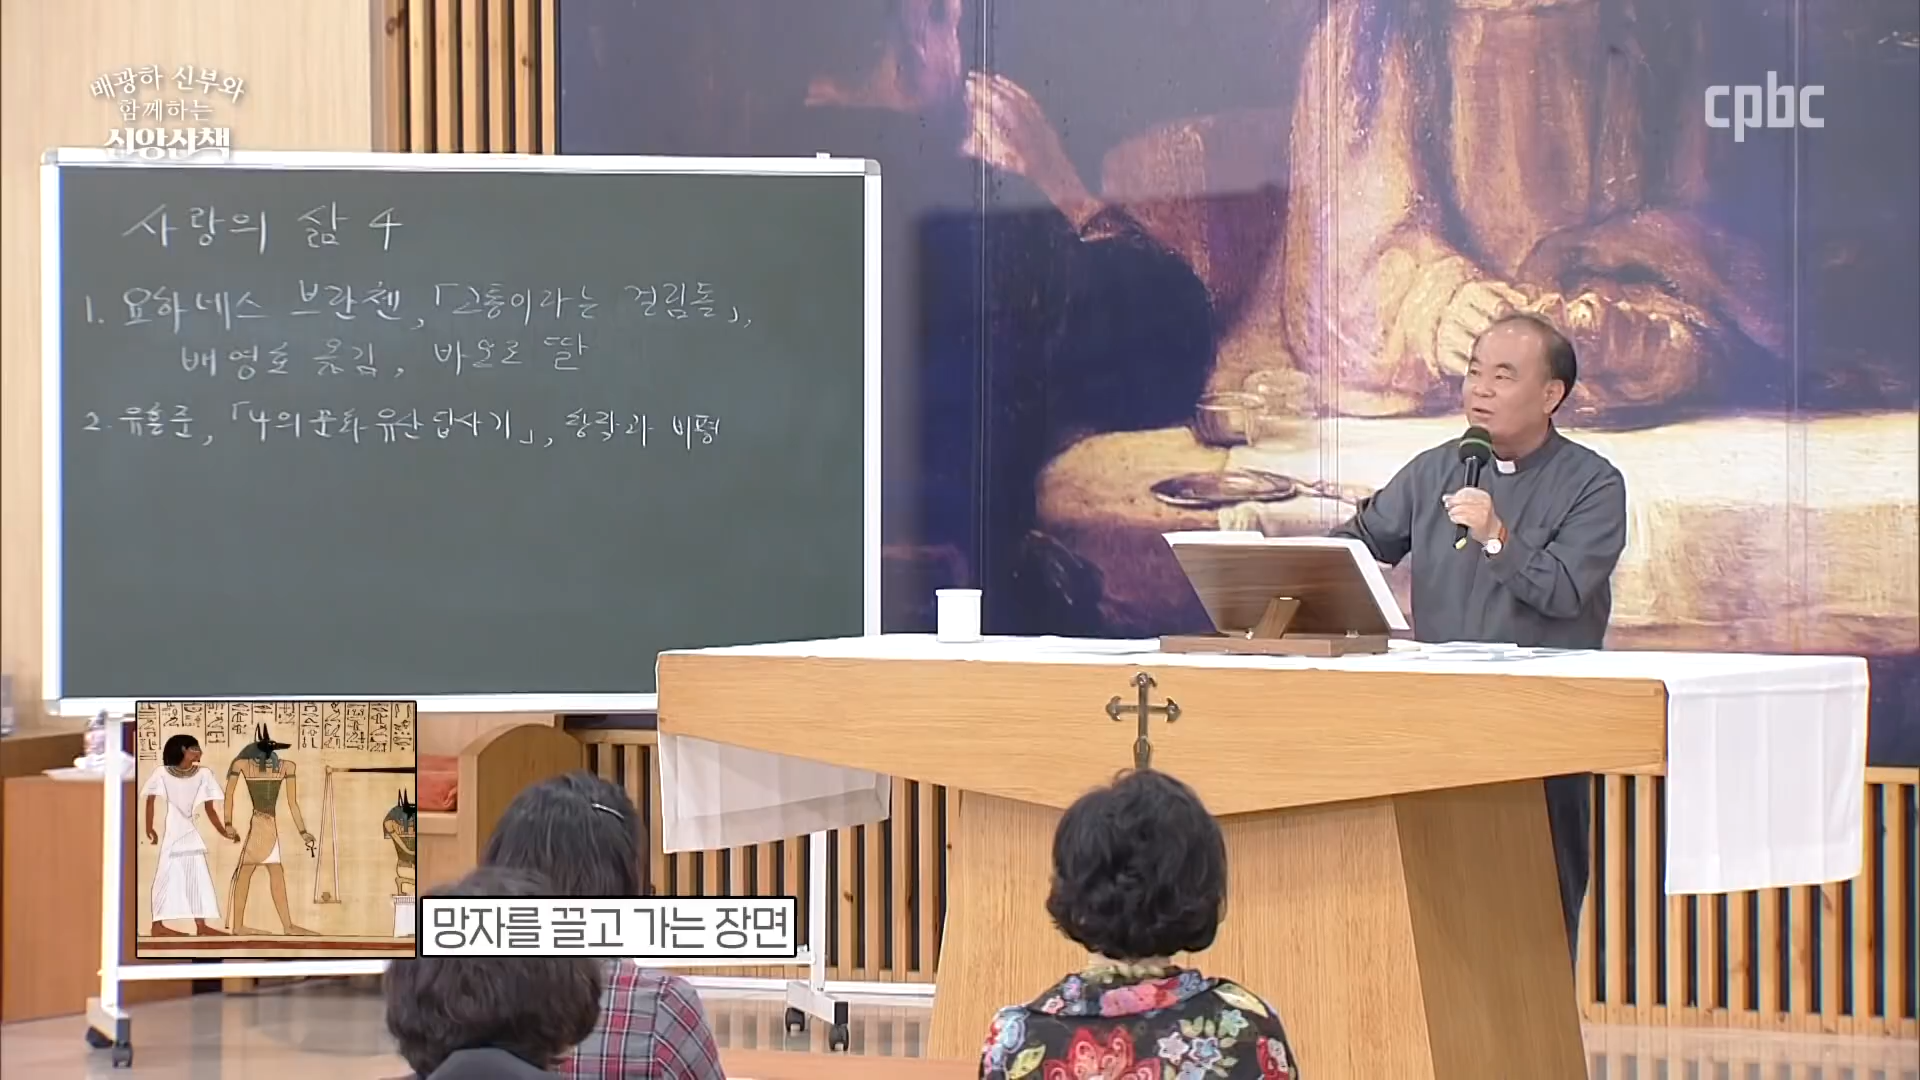 배광하 신부와
함께하는
신앙산책
cpbc
사랑의 삶 4
1. 요하네스 브란첸, 「고통이라는 걸림돌」,
배영호 옮김, 바오로 딸
2. 유홍준, 「나의 문화유산답사기」, 창작과 비평
망자를 끌고 가는 장면